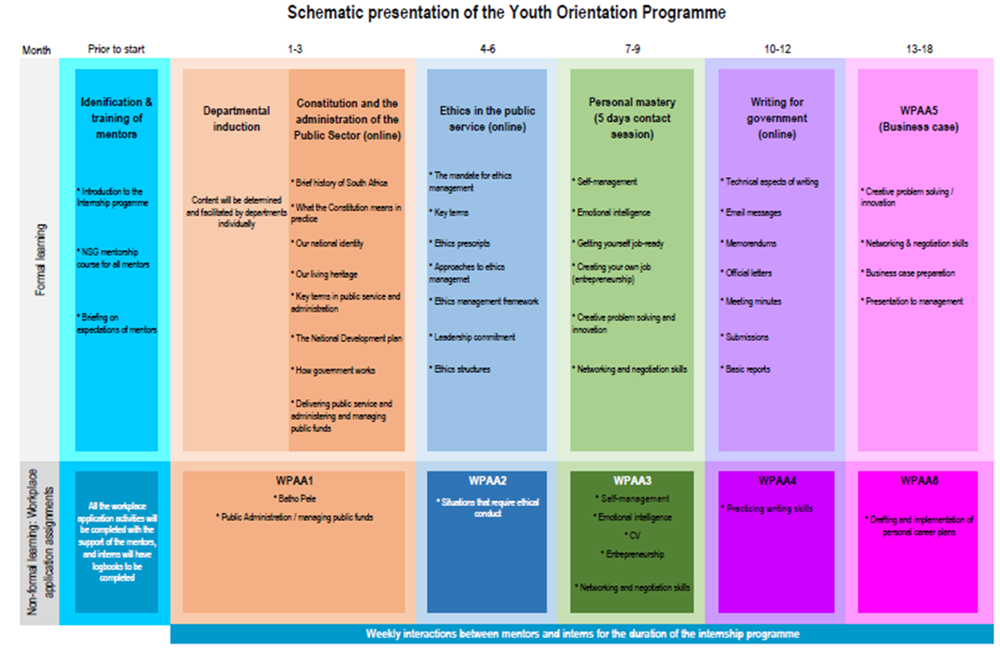 Schematic presentation of the Youth Orientation Programme
Month
Prior to start
1-3
4-6
7-9
10-12
13-18
Formal learning
Idenification &
training of
mentors
* Introduction to the
Internship progamme
* NSG mentorship
course for all mentors
* Briefing on
expectations of mentors
Departmental
induction
Content will be determined
and facilitated by departments
individually
Constitution and the
administration of the
Public Sector (online)
* Brief history of South Africa
* What the Constitution means in
practice
* Our national identity
* Our living heritage
* Key terms in public service and
administration
* The National Development plan
* How government works
* Delivering public service and
administering and managing
public funds
Ethics in the public
service (online)
* The mandate for ethics
management
* Key terms
* Ethics prescripts
* Approaches to ethics
managemet
* Ethics management framework
* Leadership commitment
* Ethics structures
Personal mastery
(5 days contact
session)
* Self-management
* Emotional intelligence
* Getting yourself job-ready
* Creating your own job
(entrepreneurship)
* Creative problem solving and
innovation
* Networking and negotiation skills
Writing for
government
(online)
* Technical aspects of writing
* Email messages
* Memorandums
* Official letters
* Meeting minutes
* Submissions
* Basic reports
WPAA5
(Business case)
* Creative problem solving /
innovation
* Networking & negotiation skills
* Business case preparation
* Presentation to management
Non-formal learning: Workplace
application assignments
All the workplace
application activities will
be completed with the
support of the mentors,
and interns will have
logbooks to be
completed
WPAA1
* Batho Pele
* Public Administration / managing public funds
WPAA2
* Situations that require ethical
conduct
WPAA3
* Self-management
* Emotional intelligence
* CV
* Entrepreneurship
* Networking and negotiation skills
WPAA4
* Practicing writing skills
WPAA6
* Drafting and implementation of
personal career plans
Weekly interactions between mentors and interns for the duration of the internship programme